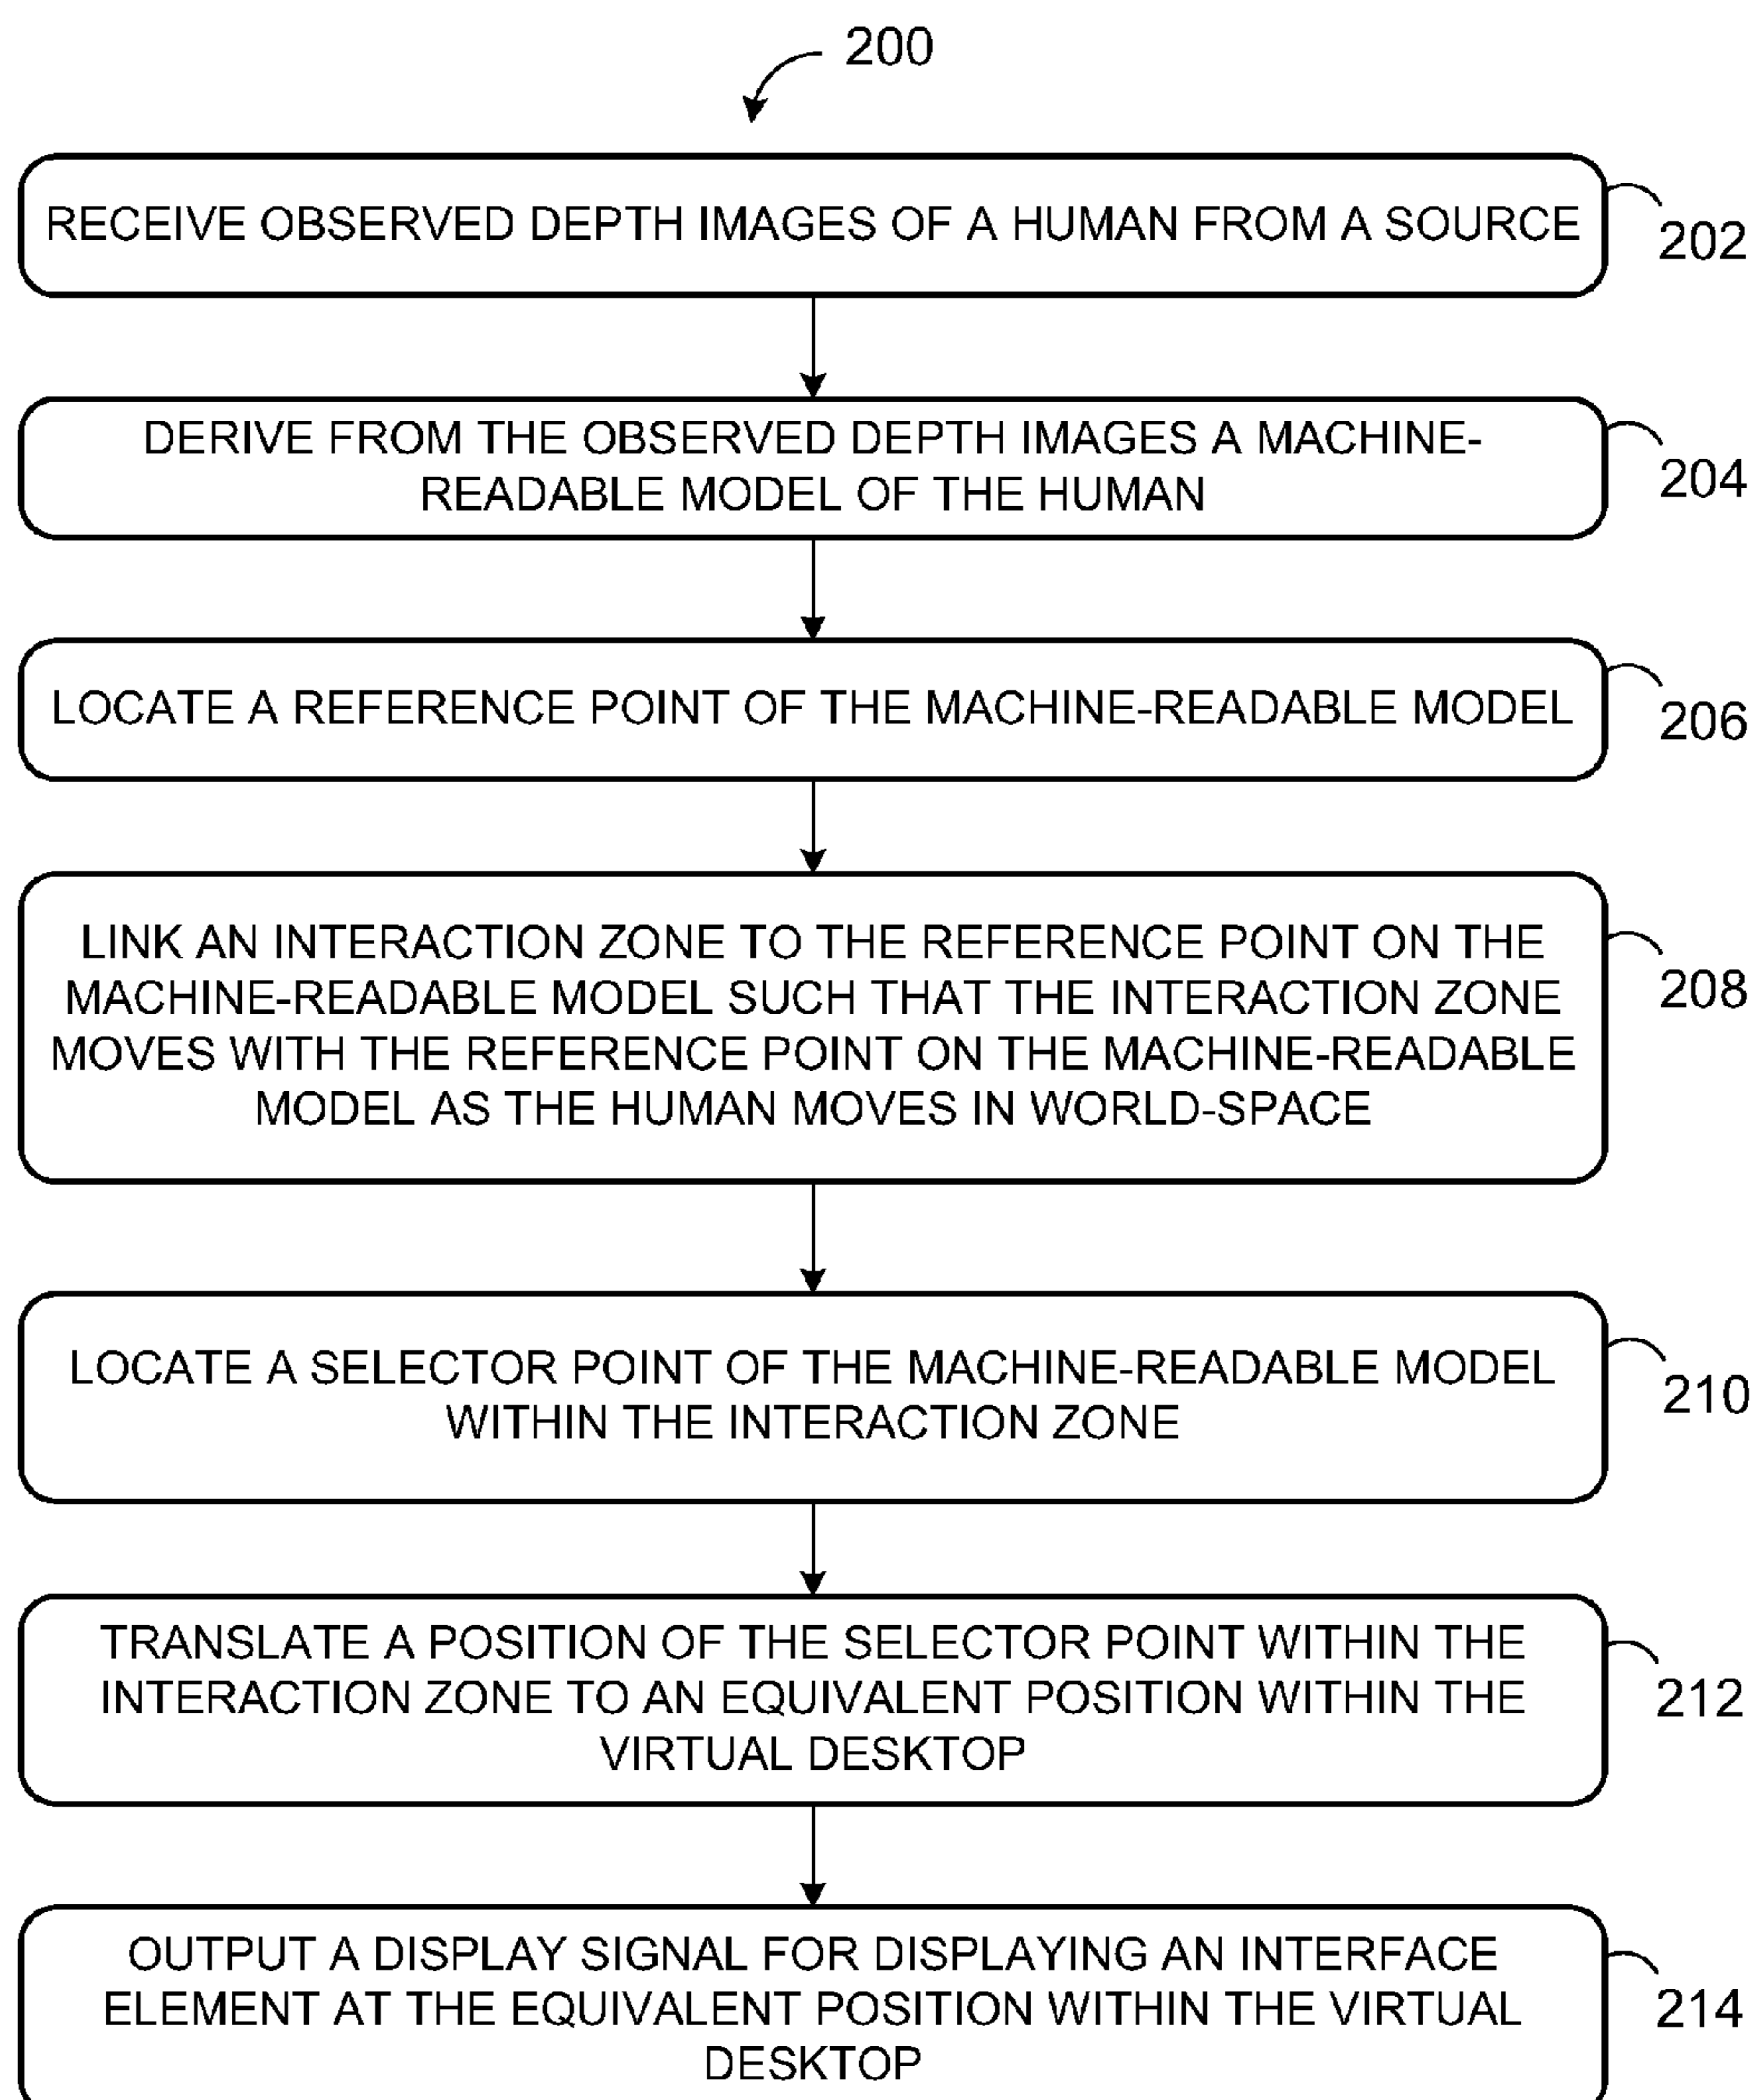 200
RECEIVE OBSERVED DEPTH IMAGES OF A HUMAN FROM A SOURCE
202
DERIVE FROM THE OBSERVED DEPTH IMAGES A MACHINE-
READABLE MODEL OF THE HUMAN
204
LOCATE A REFERENCE POINT OF THE MACHINE-READABLE MODEL
206
LINK AN INTERACTION ZONE TO THE REFERENCE POINT ON THE
MACHINE-READABLE MODEL SUCH THAT THE INTERACTION ZONE
MOVES WITH THE REFERENCE POINT ON THE MACHINE-READABLE
MODEL AS THE HUMAN MOVES IN WORLD-SPACE
208
LOCATE A SELECTOR POINT OF THE MACHINE-READABLE MODEL
WITHIN THE INTERACTION ZONE
210
TRANSLATE A POSITION OF THE SELECTOR POINT WITHIN THE
INTERACTION ZONE TO AN EQUIVALENT POSITION WITHIN THE
VIRTUAL DESKTOP
212
OUTPUT A DISPLAY SIGNAL FOR DISPLAYING AN INTERFACE
ELEMENT AT THE EQUIVALENT POSITION WITHIN THE VIRTUAL
DESKTOP
214